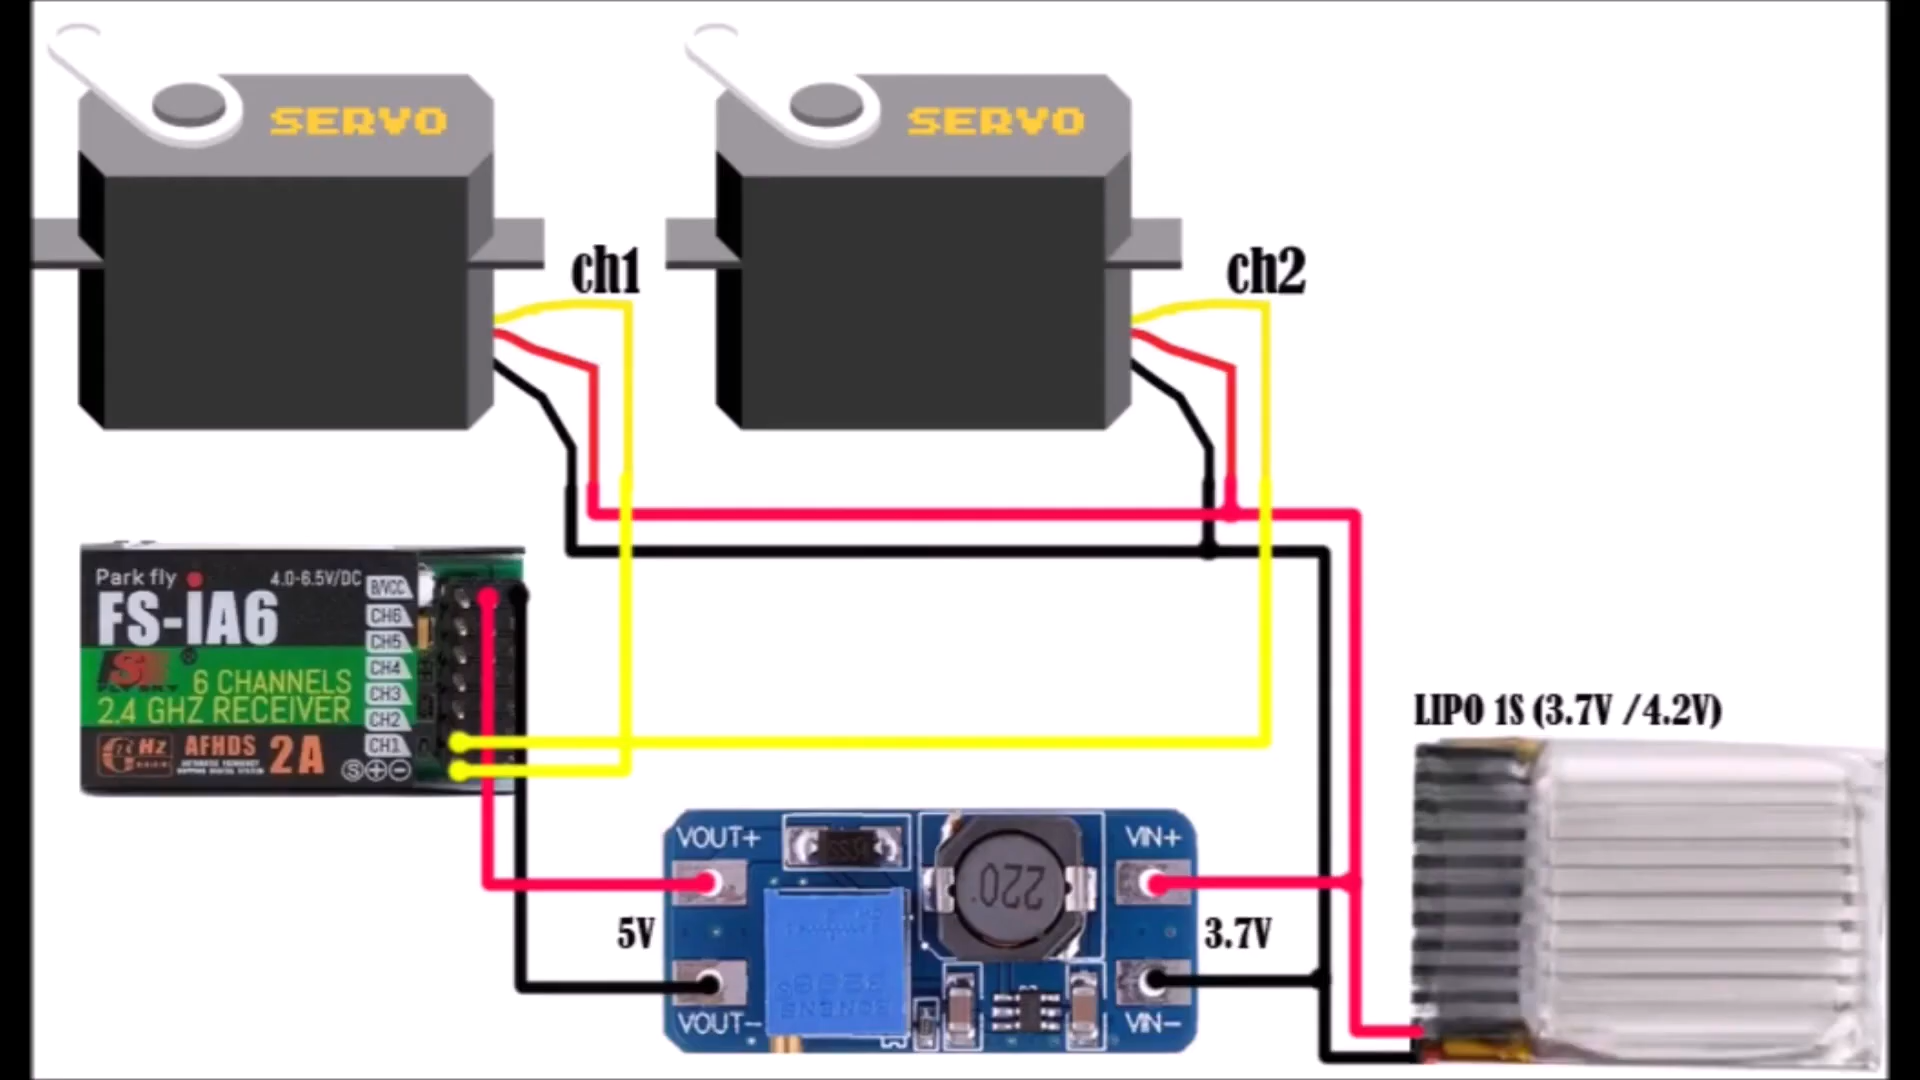 SERVO
SERVO
ch1
ch2
Park fly
4.0-6.5V/DC
FS-iA6
B/VCC
CH6
CH5
CH4
CH3
CH2
CH1
6 CHANNELS
2.4 GHZ RECEIVER
Hz
AFHDS
2A
S + -
LIPO 1S (3.7V /4.2V)
VOUT+
VIN+
220
5V
3.7V
VOUT-
VIN-